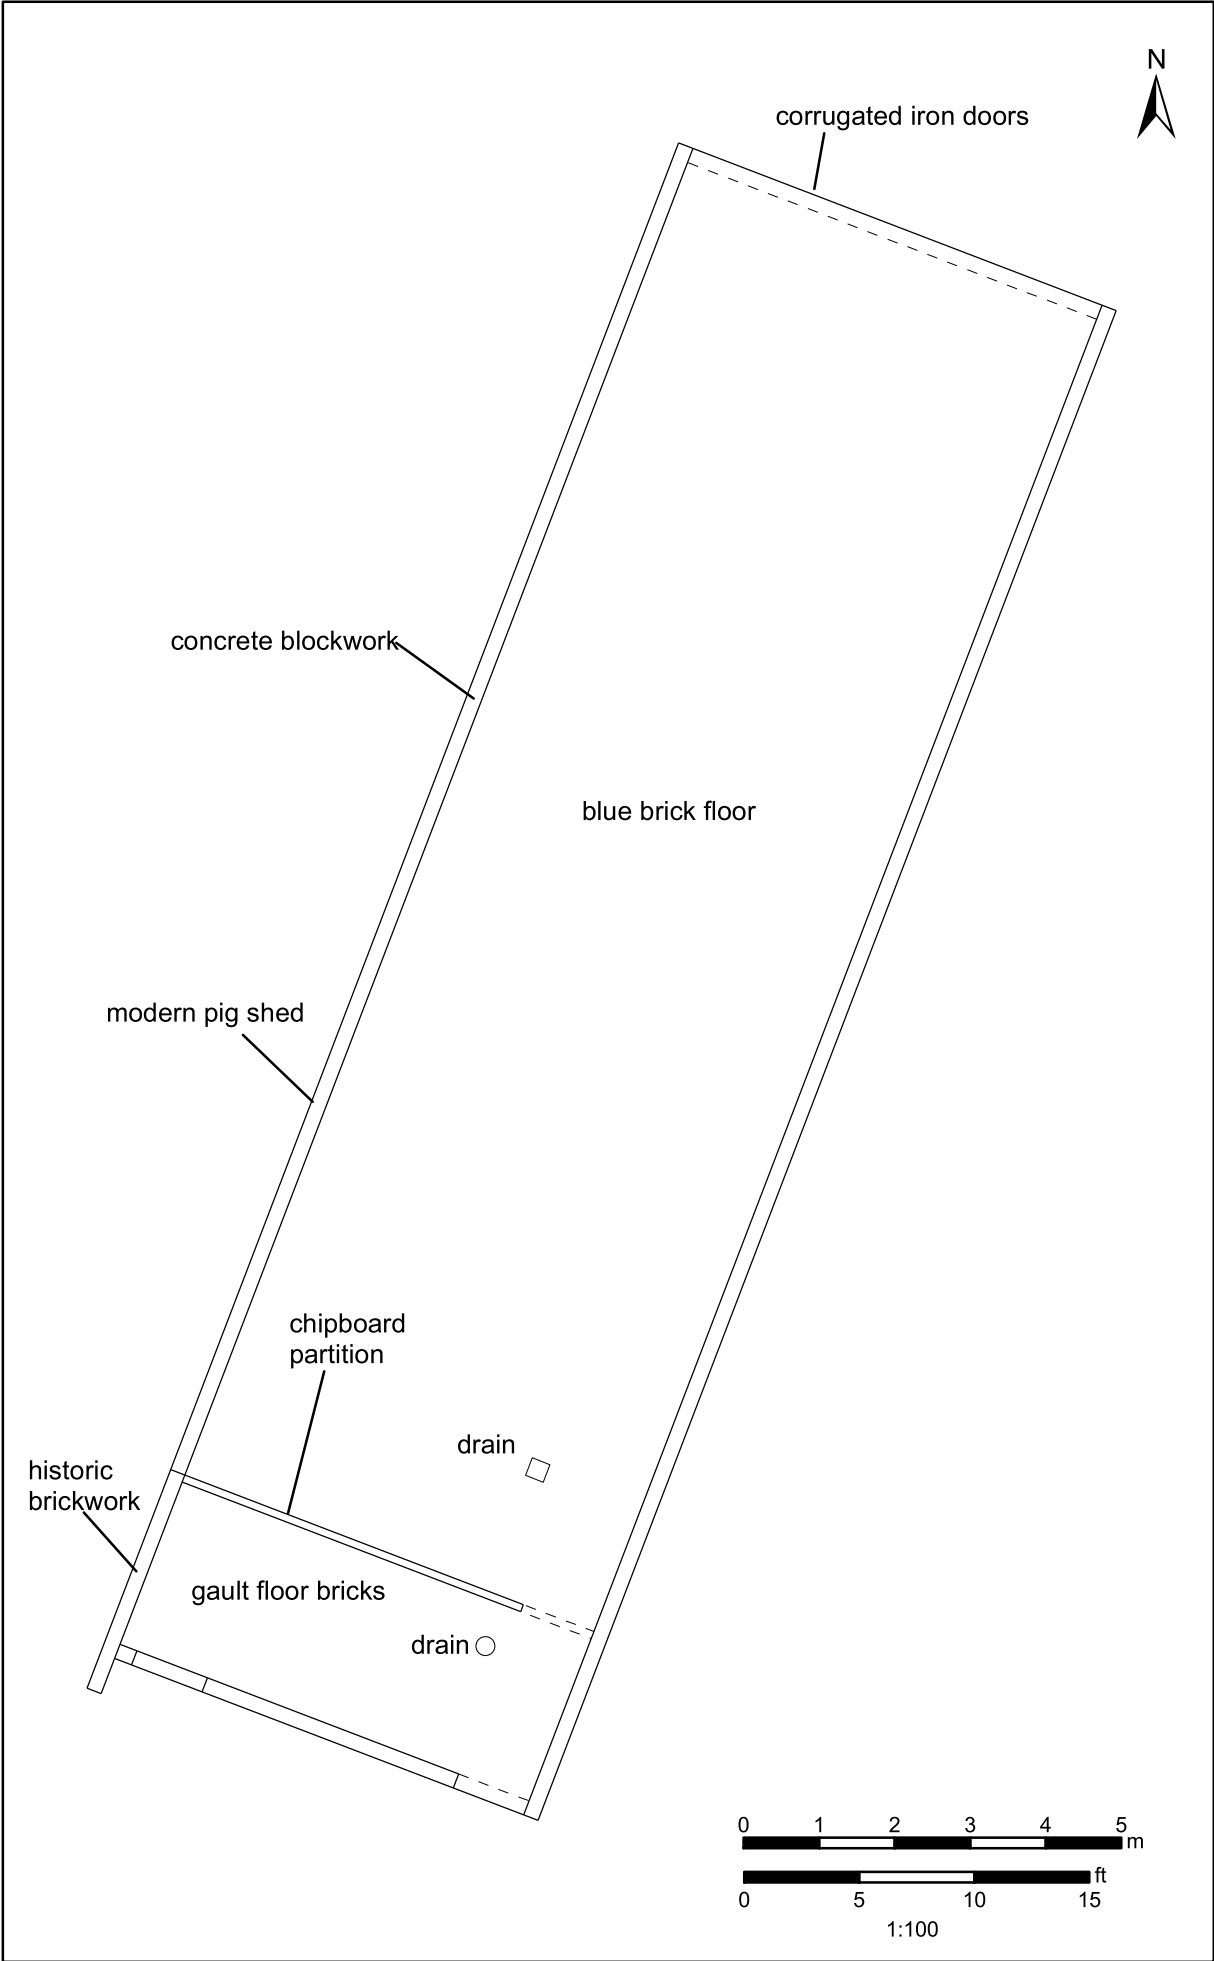 N
corrugated iron doors
concrete blockwork
blue brick floor
modern pig shed
chipboard
partition
drain
historic
brickwork
gault floor bricks
drain
0 1 2 3 4 5
m
ft
0 5 10 15
1:100